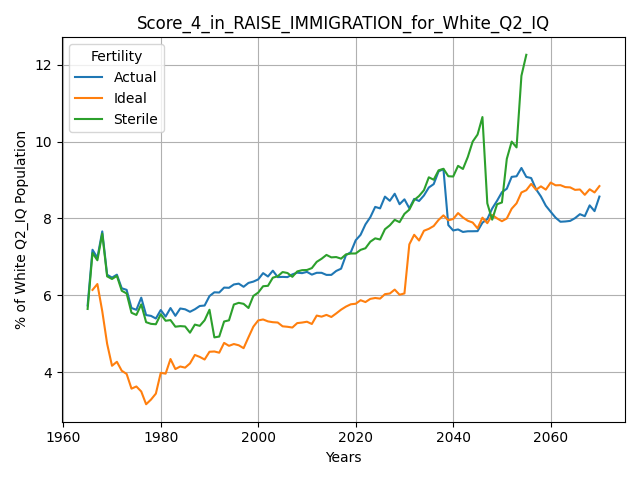 Score_4_in_RAISE_IMMIGRATION_for_White_Q2_IQ
Fertility
Actual
Ideal
Sterile
% of White Q2_IQ Population
12
10
8
6
4
1960
1980
2000
2020
2040
2060
Years